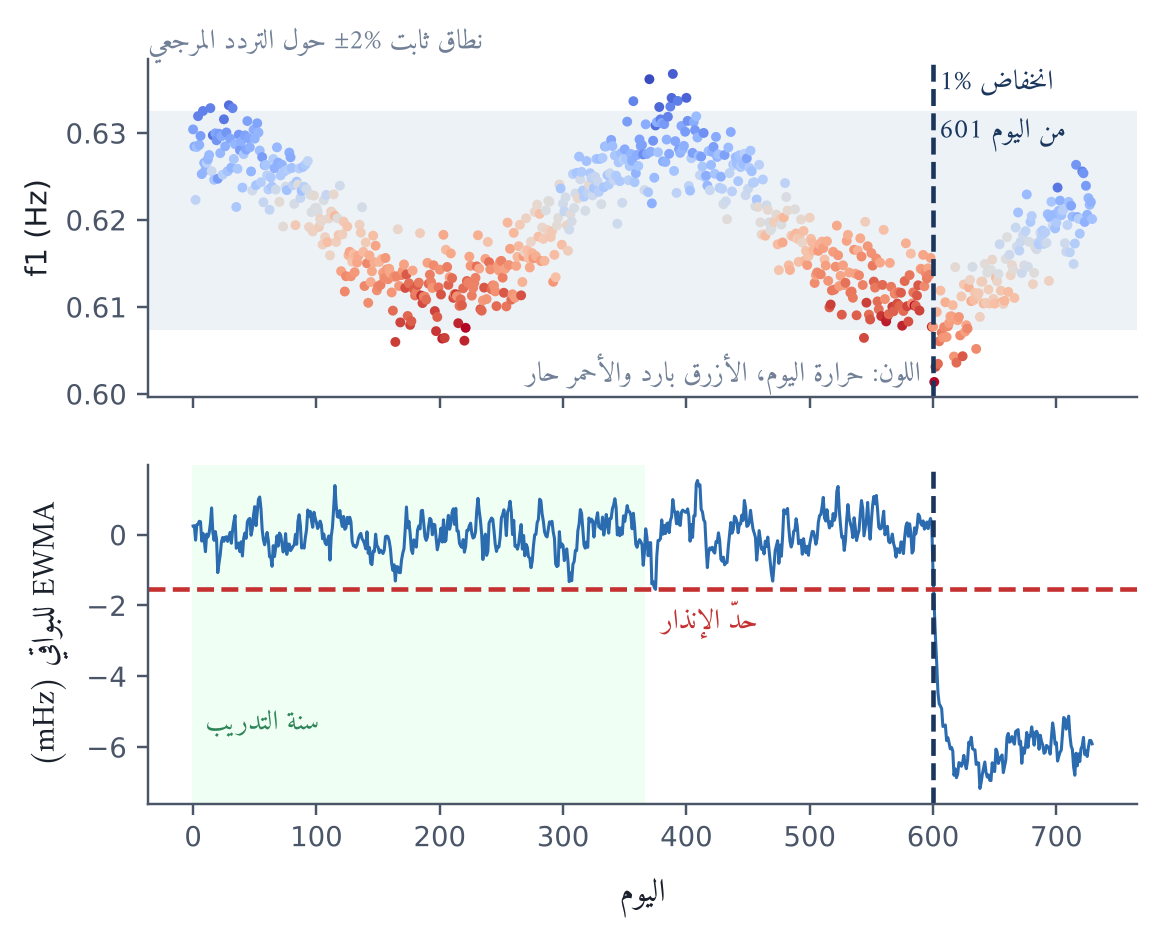 نطاق ثابت ±2% حول التردد المرجعي
انخفاض 1%
من اليوم 601
0.63
0.62
0.61
0.60
f1 (Hz)
اللون: حرارة اليوم، الأزرق بارد والأحمر حار
0
−2
−4
−6
EWMA للبواقي (mHz)
حدّ الإنذار
سنة التدريب
0 100 200 300 400 500 600 700
اليوم